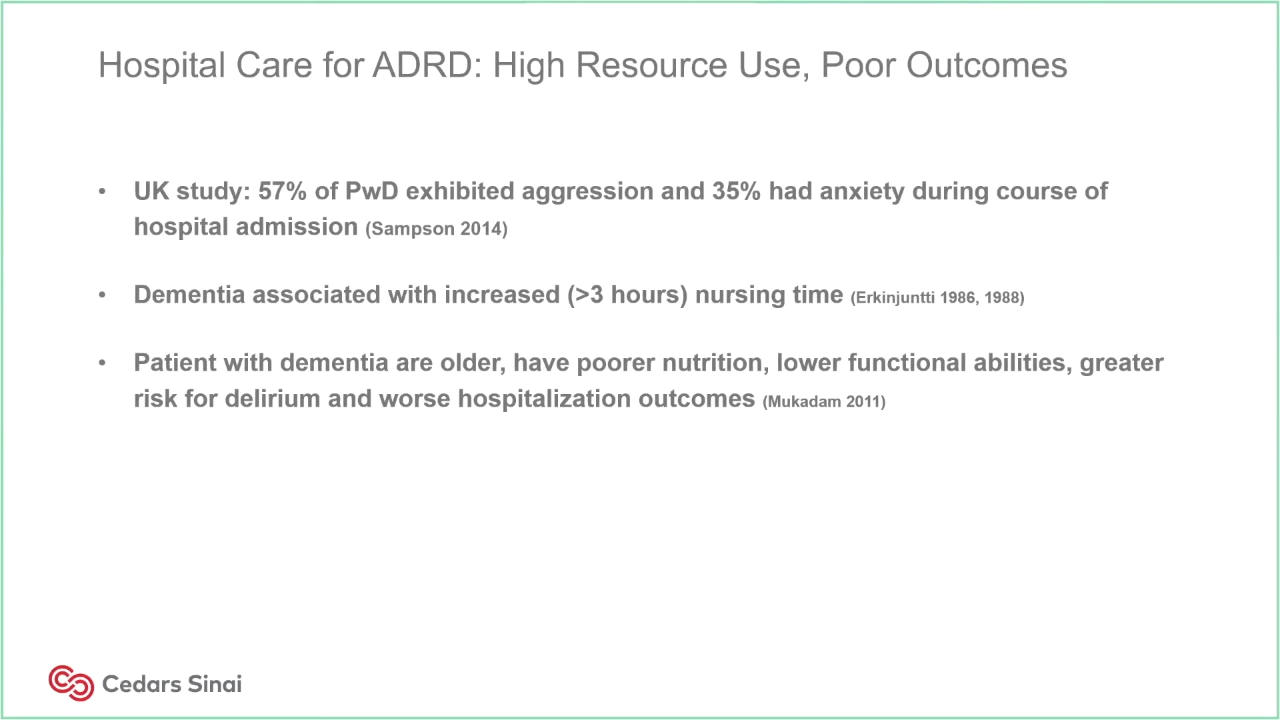 Hospital Care for ADRD: High Resource Use, Poor Outcomes
• UK study: 57% of PwD exhibited aggression and 35% had anxiety during course of
hospital admission (Sampson 2014)
• Dementia associated with increased (>3 hours) nursing time (Erkinjuntti 1986, 1988)
• Patient with dementia are older, have poorer nutrition, lower functional abilities, greater
risk for delirium and worse hospitalization outcomes (Mukadam 2011)
Cedars Sinai